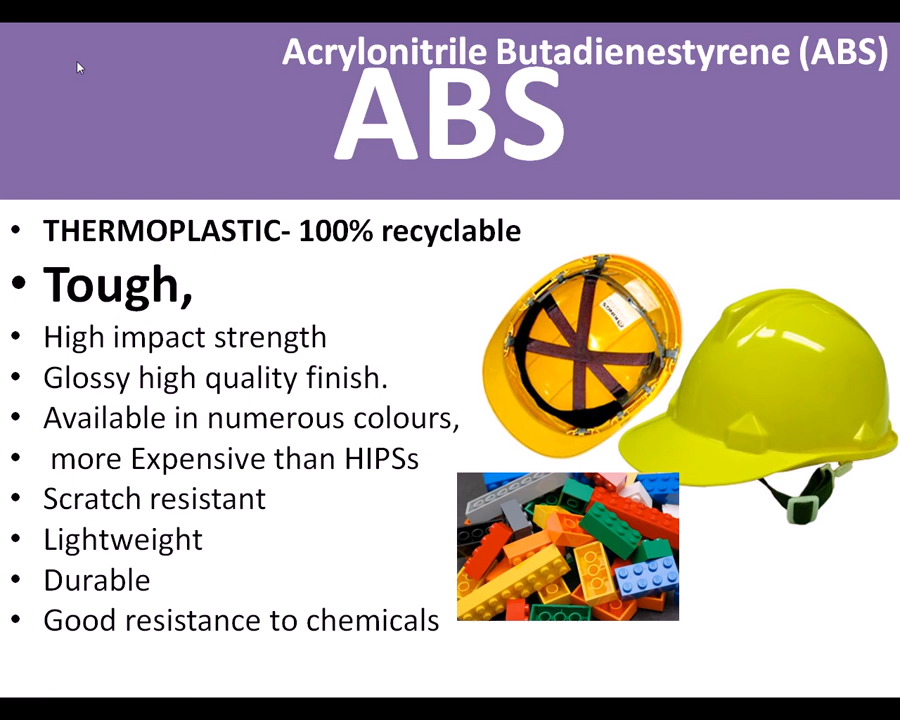 Acrylonitrile Butadienestyrene (ABS)
ABS
• THERMOPLASTIC- 100% recyclable
• Tough,
• High impact strength
• Glossy high quality finish.
• Available in numerous colours,
• more Expensive than HIPSs
• Scratch resistant
• Lightweight
• Durable
• Good resistance to chemicals